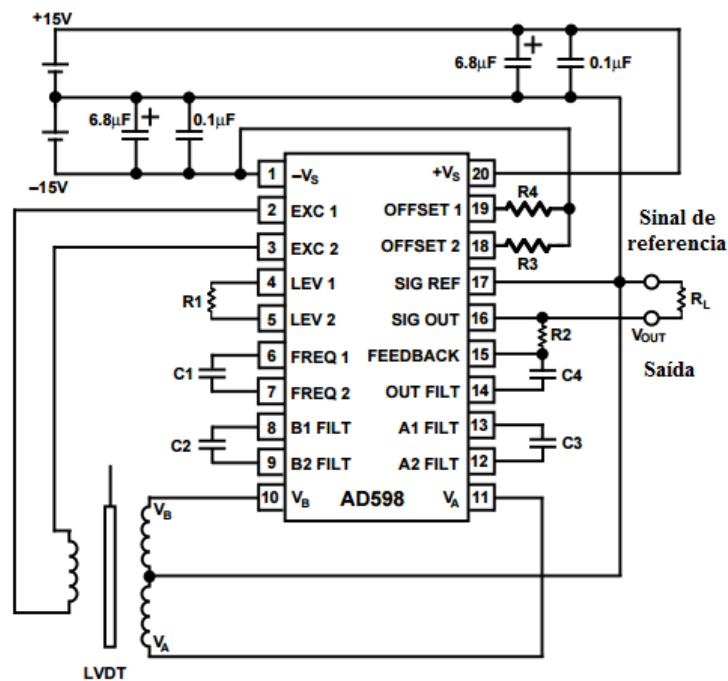 +15V
6.8µF
+
0.1µF
6.8µF
+
0.1µF
–15V
1
–VS
+VS
20
2
EXC 1
OFFSET 1
19
R4
3
EXC 2
OFFSET 2
18
R3
Sinal de
referencia
R1
4
LEV 1
SIG REF
17
5
LEV 2
SIG OUT
16
R2
VOUT
RL
Saída
C1
6
FREQ 1
FEEDBACK
15
7
FREQ 2
OUT FILT
14
C4
C2
8
B1 FILT
A1 FILT
13
9
B2 FILT
A2 FILT
12
C3
10
VB
AD598
VA
11
VB
VA
LVDT